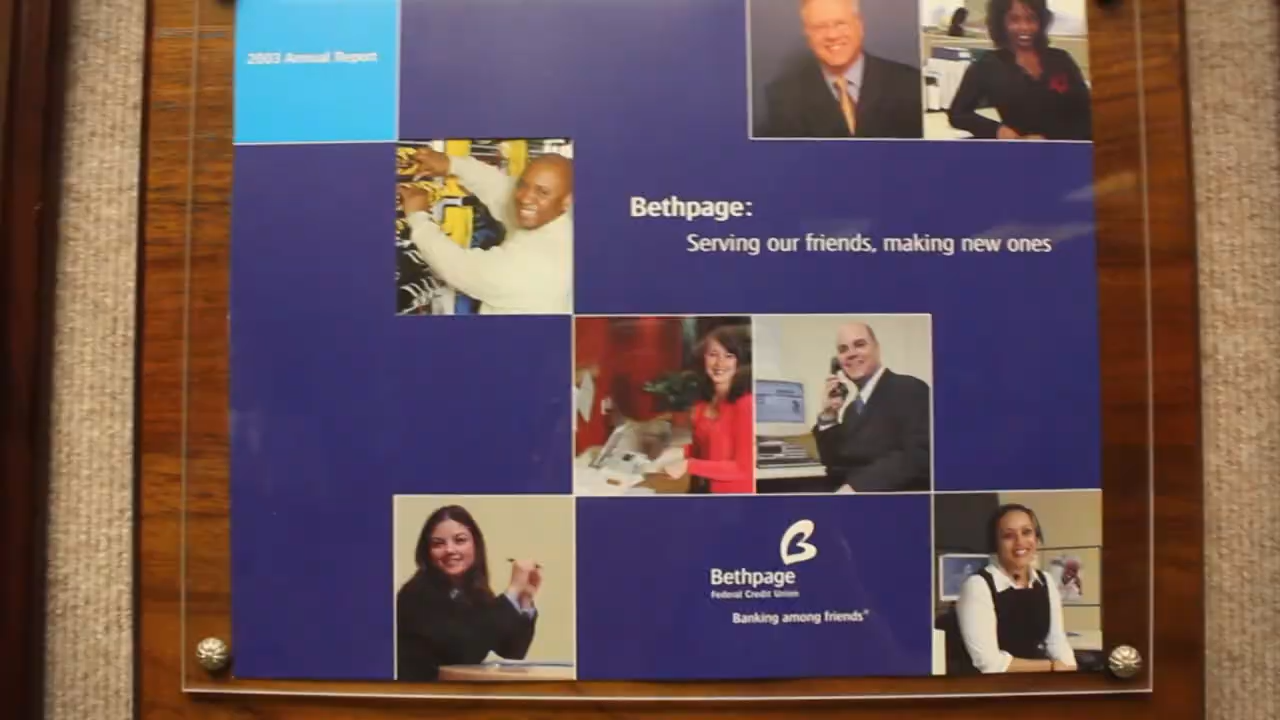 2003 Annual Report
Bethpage:
Serving our friends, making new ones
Bethpage
Federal Credit Union
Banking among friends®